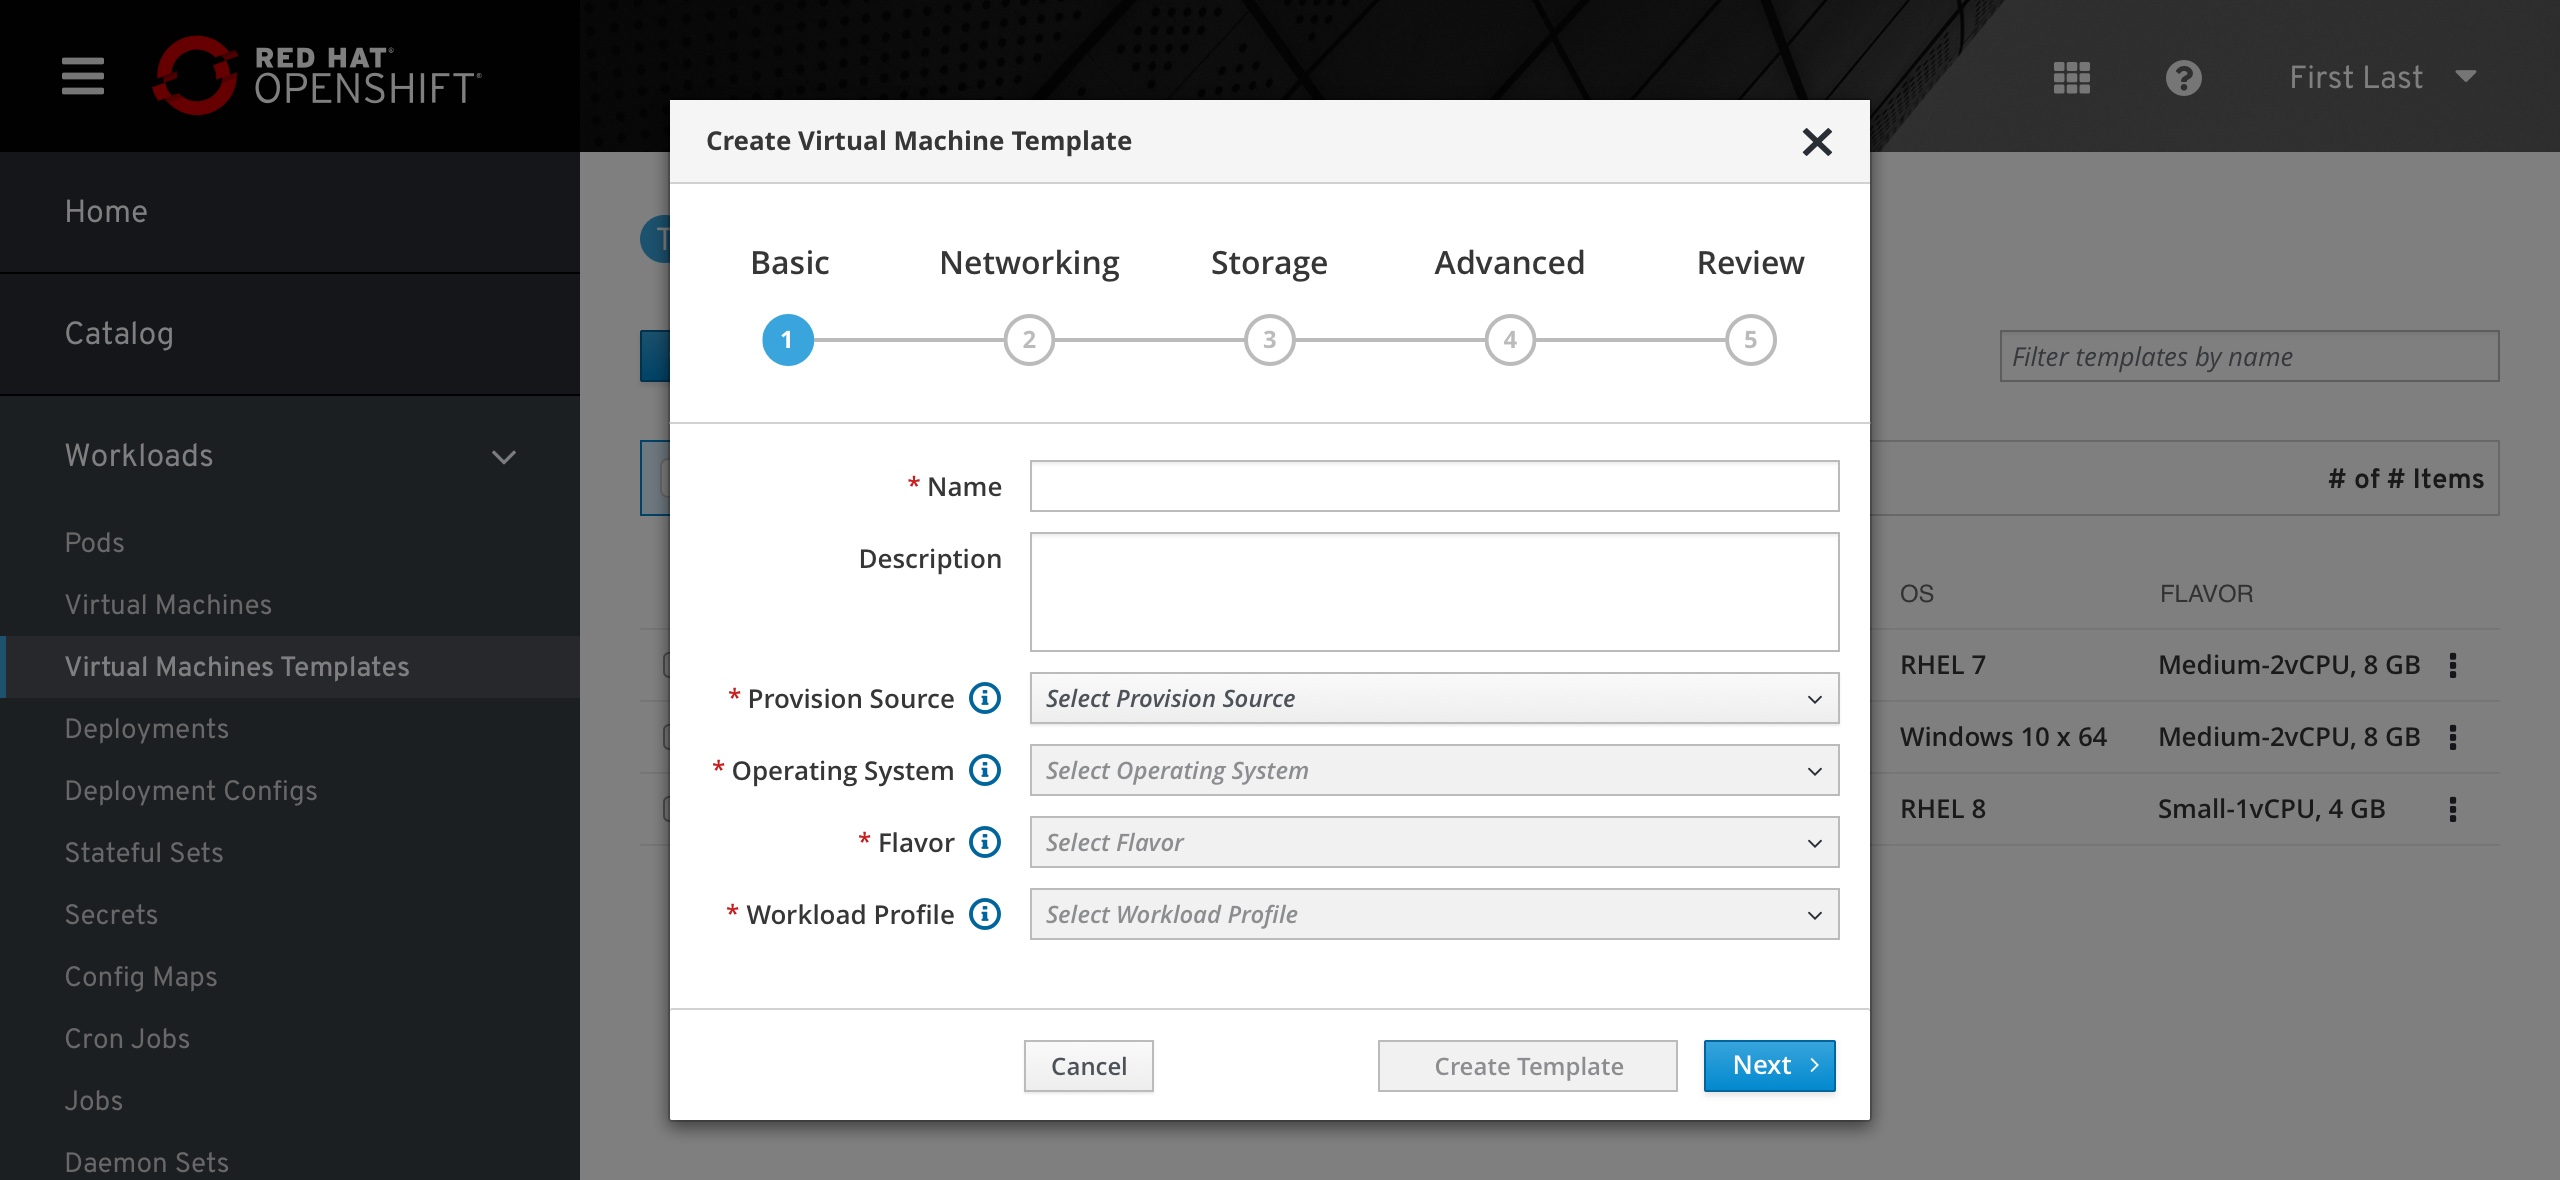 RED HAT®
OPENSHIFT®
First Last
Home
Catalog
Workloads
Pods
Virtual Machines
Virtual Machines Templates
Deployments
Deployment Configs
Stateful Sets
Secrets
Config Maps
Cron Jobs
Jobs
Daemon Sets
T
Filter templates by name
# of # Items
OS FLAVOR
RHEL 7 Medium-2vCPU, 8 GB
Windows 10 x 64 Medium-2vCPU, 8 GB
RHEL 8 Small-1vCPU, 4 GB
Create Virtual Machine Template
Basic Networking Storage Advanced Review
1 2 3 4 5
* Name
Description
* Provision Source Select Provision Source
* Operating System Select Operating System
* Flavor Select Flavor
* Workload Profile Select Workload Profile
Cancel Create Template Next